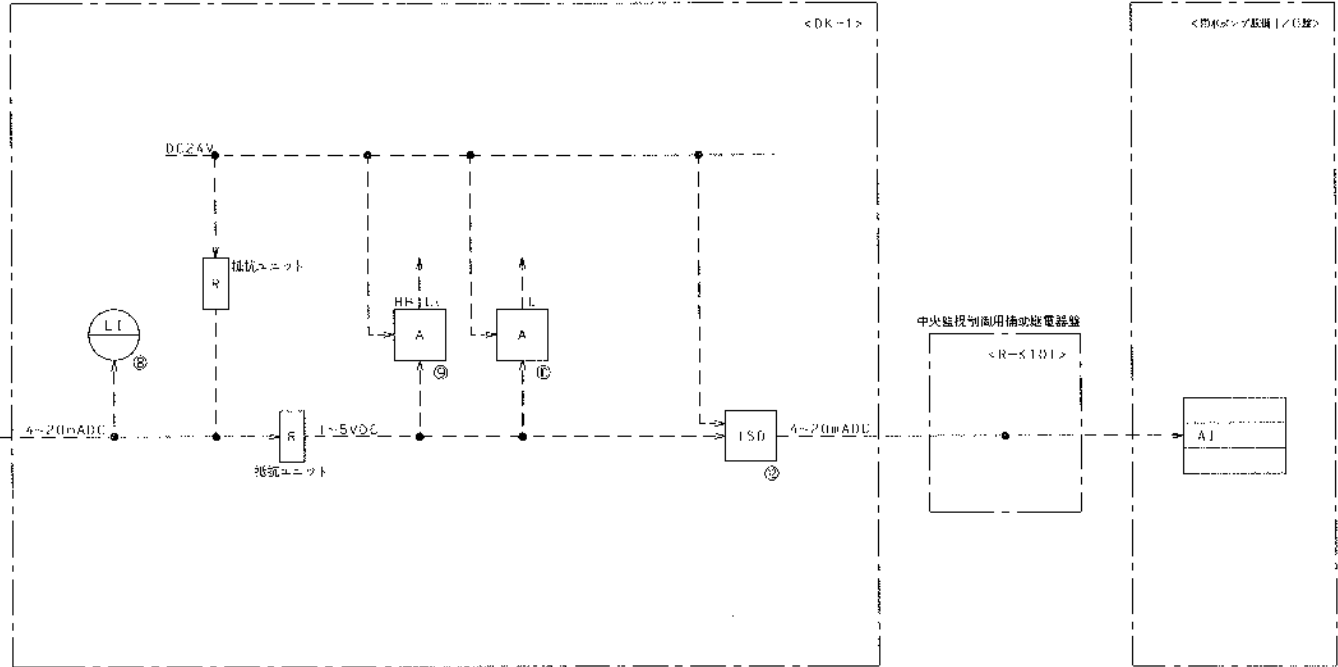 <DK-1>
DC24V
抵抗ユニット
R
L
LI
A
A
⑧
⑨
中央監視制御用補助継電器盤
<R-K101>
4~20mADC
R
1~5VDC
ISO
4~20mADC
AI
抵抗ユニット
⑫